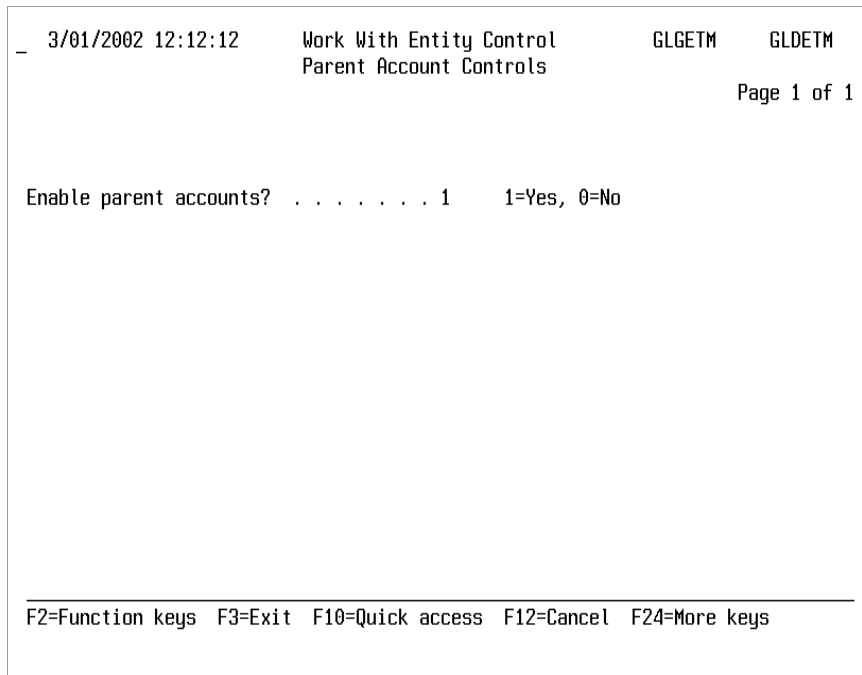 _ 3/01/2002 12:12:12 Work With Entity Control GLGETM GLDETM
Parent Account Controls
Page 1 of 1
Enable parent accounts? . . . . . . . 1 1=Yes, 0=No
F2=Function keys F3=Exit F10=Quick access F12=Cancel F24=More keys